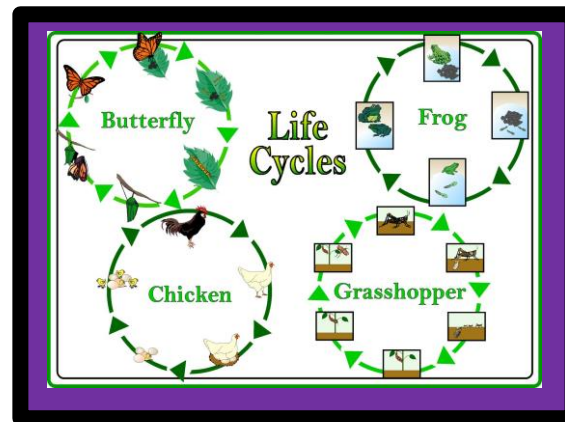 Butterfly
Life
Cycles
Frog
Chicken
Grasshopper